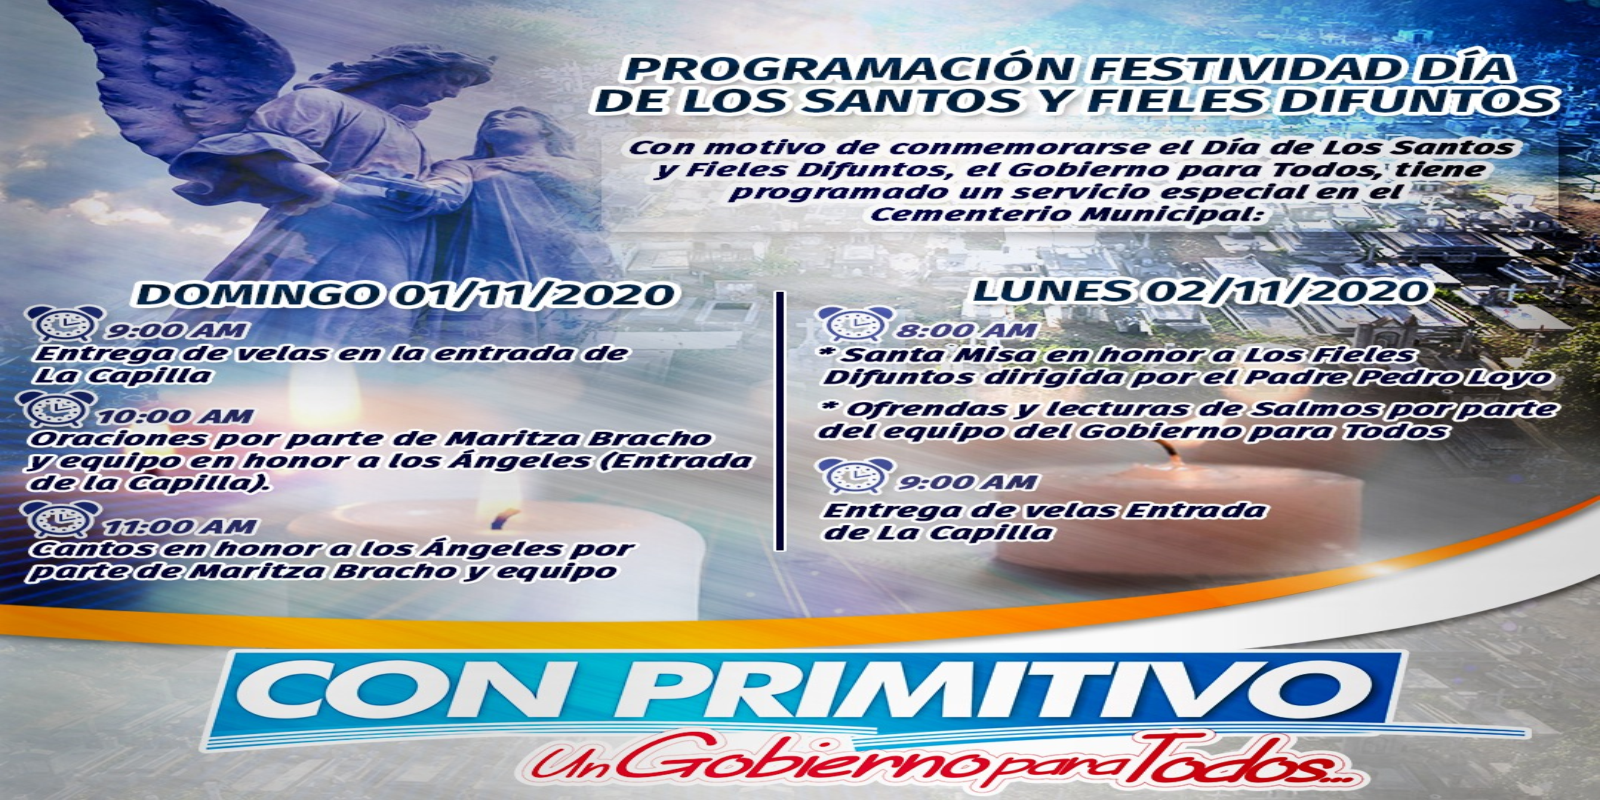 PROGRAMACIÓN FESTIVIDAD DÍA
DE LOS SANTOS Y FIELES DIFUNTOS
Con motivo de conmemorarse el Día de Los Santos
y Fieles Difuntos, el Gobierno para Todos, tiene
programado un servicio especial en el
Cementerio Municipal:
DOMINGO 01/11/2020
9:00 AM
Entrega de velas en la entrada de
La Capilla
10:00 AM
Oraciones por parte de Maritza Bracho
y equipo en honor a los Ángeles (Entrada
de la Capilla).
11:00 AM
Cantos en honor a los Ángeles por
parte de Maritza Bracho y equipo
LUNES 02/11/2020
8:00 AM
* Santa Misa en honor a Los Fieles
Difuntos dirigida por el Padre Pedro Loyo
* Ofrendas y lecturas de Salmos por parte
del equipo del Gobierno para Todos
9:00 AM
Entrega de velas Entrada
de La Capilla
CON PRIMITIVO
Un Gobierno para Todos...